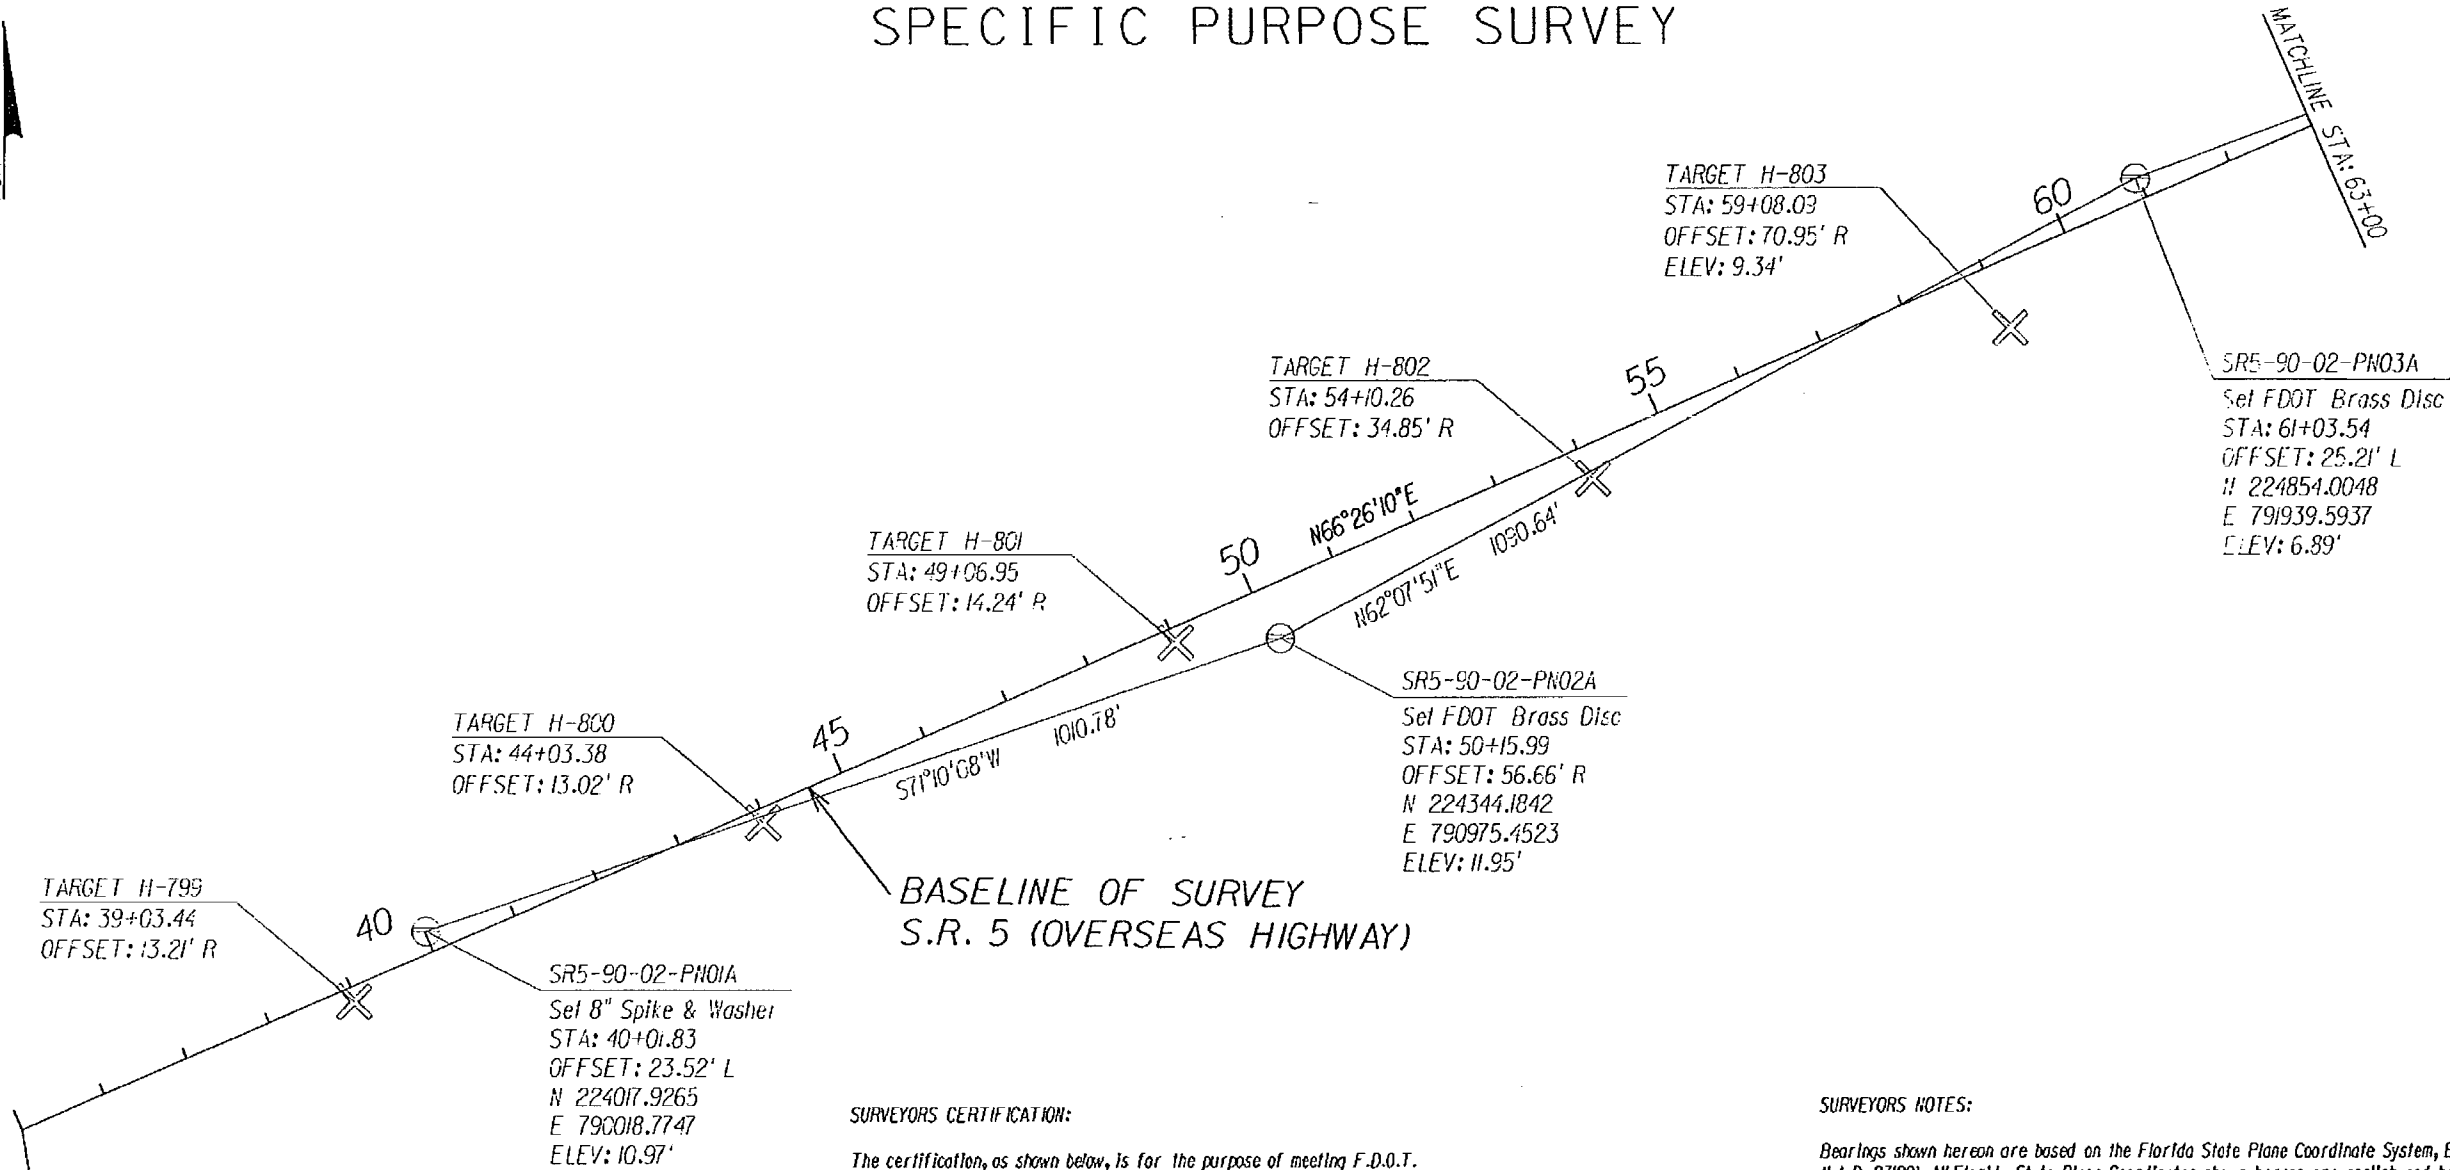 SPECIFIC PURPOSE SURVEY
MATCHLINE STA: 63+00
TARGET H-803
STA: 59+08.09
OFFSET: 70.95' R
ELEV: 9.34'
60
TARGET H-802
STA: 54+10.26
OFFSET: 34.85' R
55
SR5-90-02-PN03A
Set FDOT Brass Disc
STA: 61+03.54
OFFSET: 25.21' L
N 224854.0048
E 791939.5937
ELEV: 6.89'
TARGET H-801
STA: 49+06.95
OFFSET: 14.24' R
50
N66°26'10"E
N62°07'51"E 1090.64'
SR5-90-02-PN02A
Set FDOT Brass Disc
STA: 50+15.99
OFFSET: 56.66' R
N 224344.1842
E 790975.4523
ELEV: 11.95'
TARGET H-800
STA: 44+03.38
OFFSET: 13.02' R
45
S71°10'08"W 1010.78'
BASELINE OF SURVEY
S.R. 5 (OVERSEAS HIGHWAY)
TARGET H-799
STA: 39+03.44
OFFSET: 13.21' R
40
SR5-90-02-PN01A
Set 8" Spike & Washer
STA: 40+01.83
OFFSET: 23.52' L
N 224017.9265
E 790018.7747
ELEV: 10.97'
SURVEYORS CERTIFICATION:
The certification, as shown below, is for the purpose of meeting F.D.O.T.
SURVEYORS NOTES:
Bearings shown hereon are based on the Florida State Plane Coordinate System, E